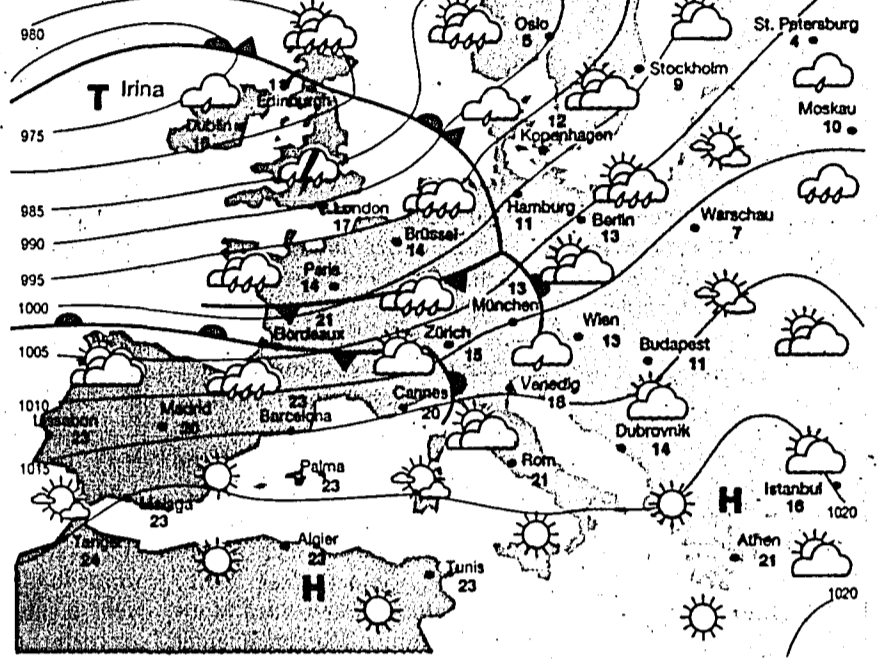 980
Oslo
5
St. Petersburg
4
Stockholm
9
T Irina
Edinburgh
Moskau
10
975
Dublin
12
Kopenhagen
985
London
17
Hamburg
11
Berlin
13
Warschau
7
990
Brüssel
14
995
Paris
14
13
München
1000
21
Bordeaux
Zürich
15
Wien
13
1005
Budapest
11
1010
23
Barcelona
Cannes
20
Venedig
18
Madrid
20
Lissabon
23
Dubrovnik
14
1015
Palma
23
Rom
21
H
Istanbul
16
1020
Malaga
23
Tanger
24
Algier
23
Athen
21
Tunis
23
H
1020